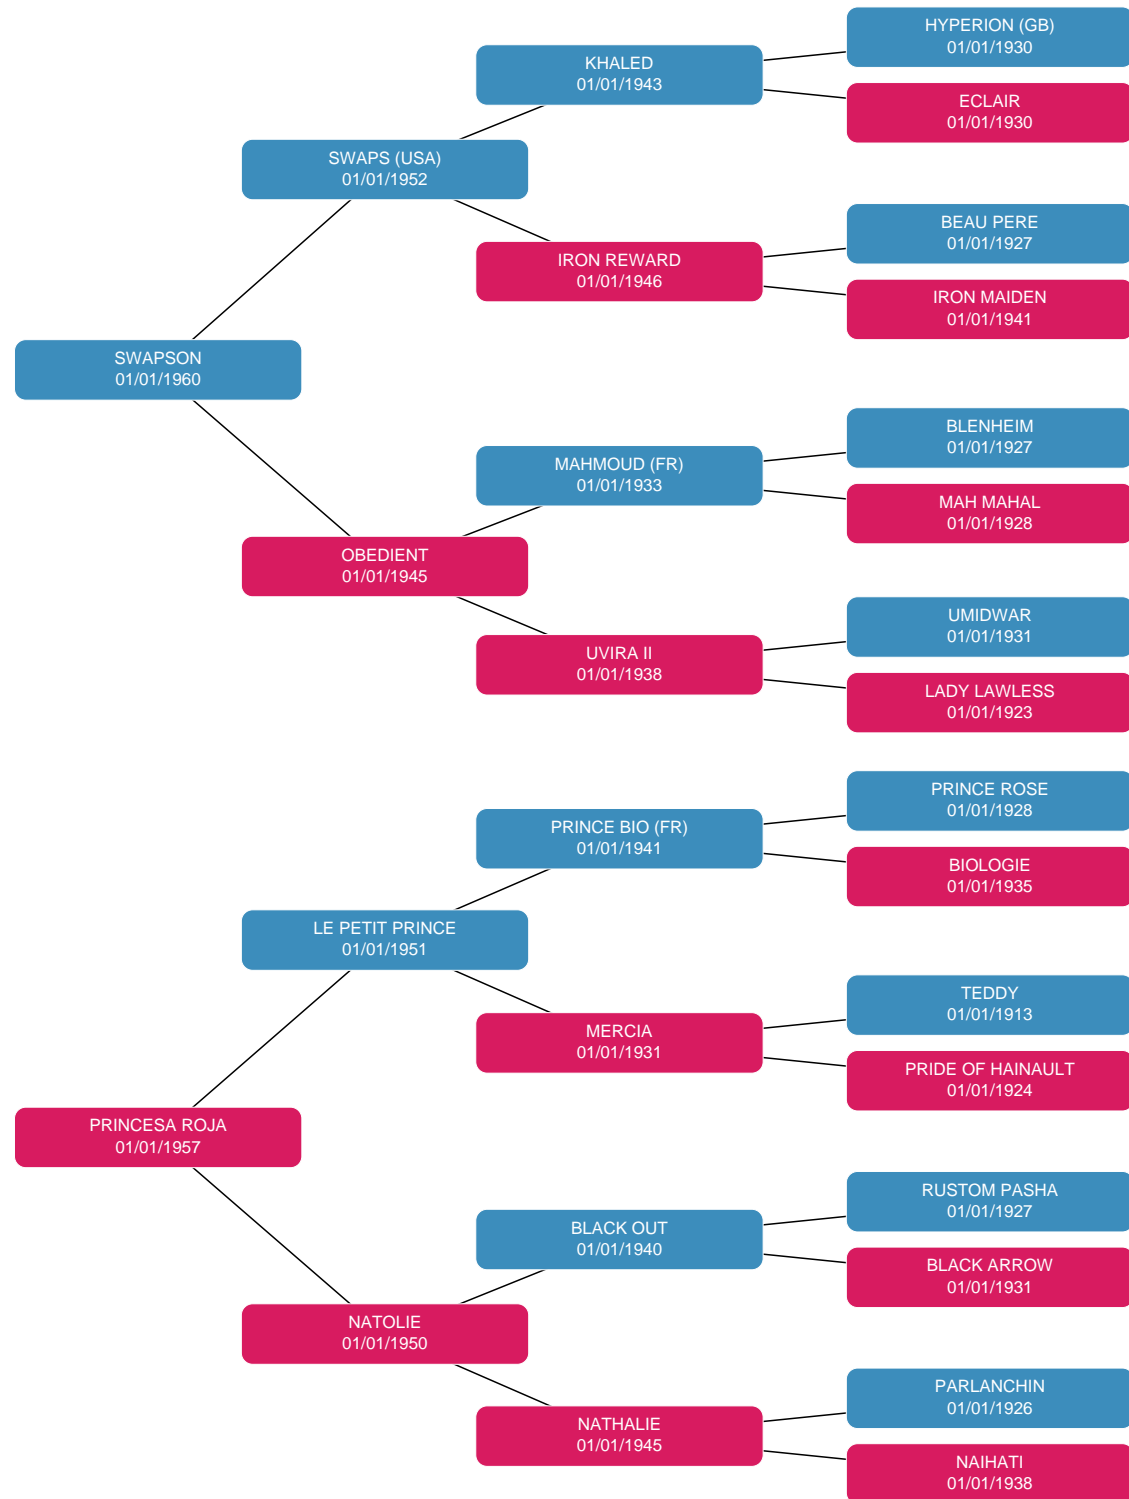 HYPERION (GB)
01/01/1930
KHALED
01/01/1943
ECLAIR
01/01/1930
SWAPS (USA)
01/01/1952
BEAU PERE
01/01/1927
IRON REWARD
01/01/1946
IRON MAIDEN
01/01/1941
SWAPSON
01/01/1960
BLENHEIM
01/01/1927
MAHMOUD (FR)
01/01/1933
MAH MAHAL
01/01/1928
OBEDIENT
01/01/1945
UMIDWAR
01/01/1931
UVIRA II
01/01/1938
LADY LAWLESS
01/01/1923
PRINCE ROSE
01/01/1928
PRINCE BIO (FR)
01/01/1941
BIOLOGIE
01/01/1935
LE PETIT PRINCE
01/01/1951
TEDDY
01/01/1913
MERCIA
01/01/1931
PRIDE OF HAINAULT
01/01/1924
PRINCESA ROJA
01/01/1957
RUSTOM PASHA
01/01/1927
BLACK OUT
01/01/1940
BLACK ARROW
01/01/1931
NATOLIE
01/01/1950
PARLANCHIN
01/01/1926
NATHALIE
01/01/1945
NAIHATI
01/01/1938